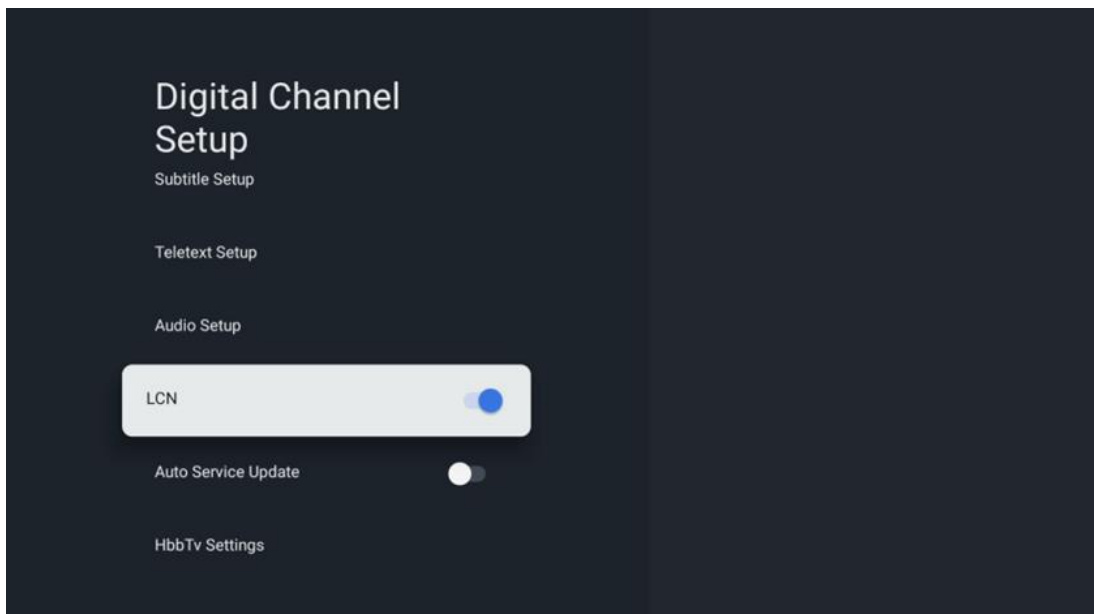 Digital Channel
Setup
Subtitle Setup
Teletext Setup
Audio Setup
LCN
Auto Service Update
HbbTv Settings